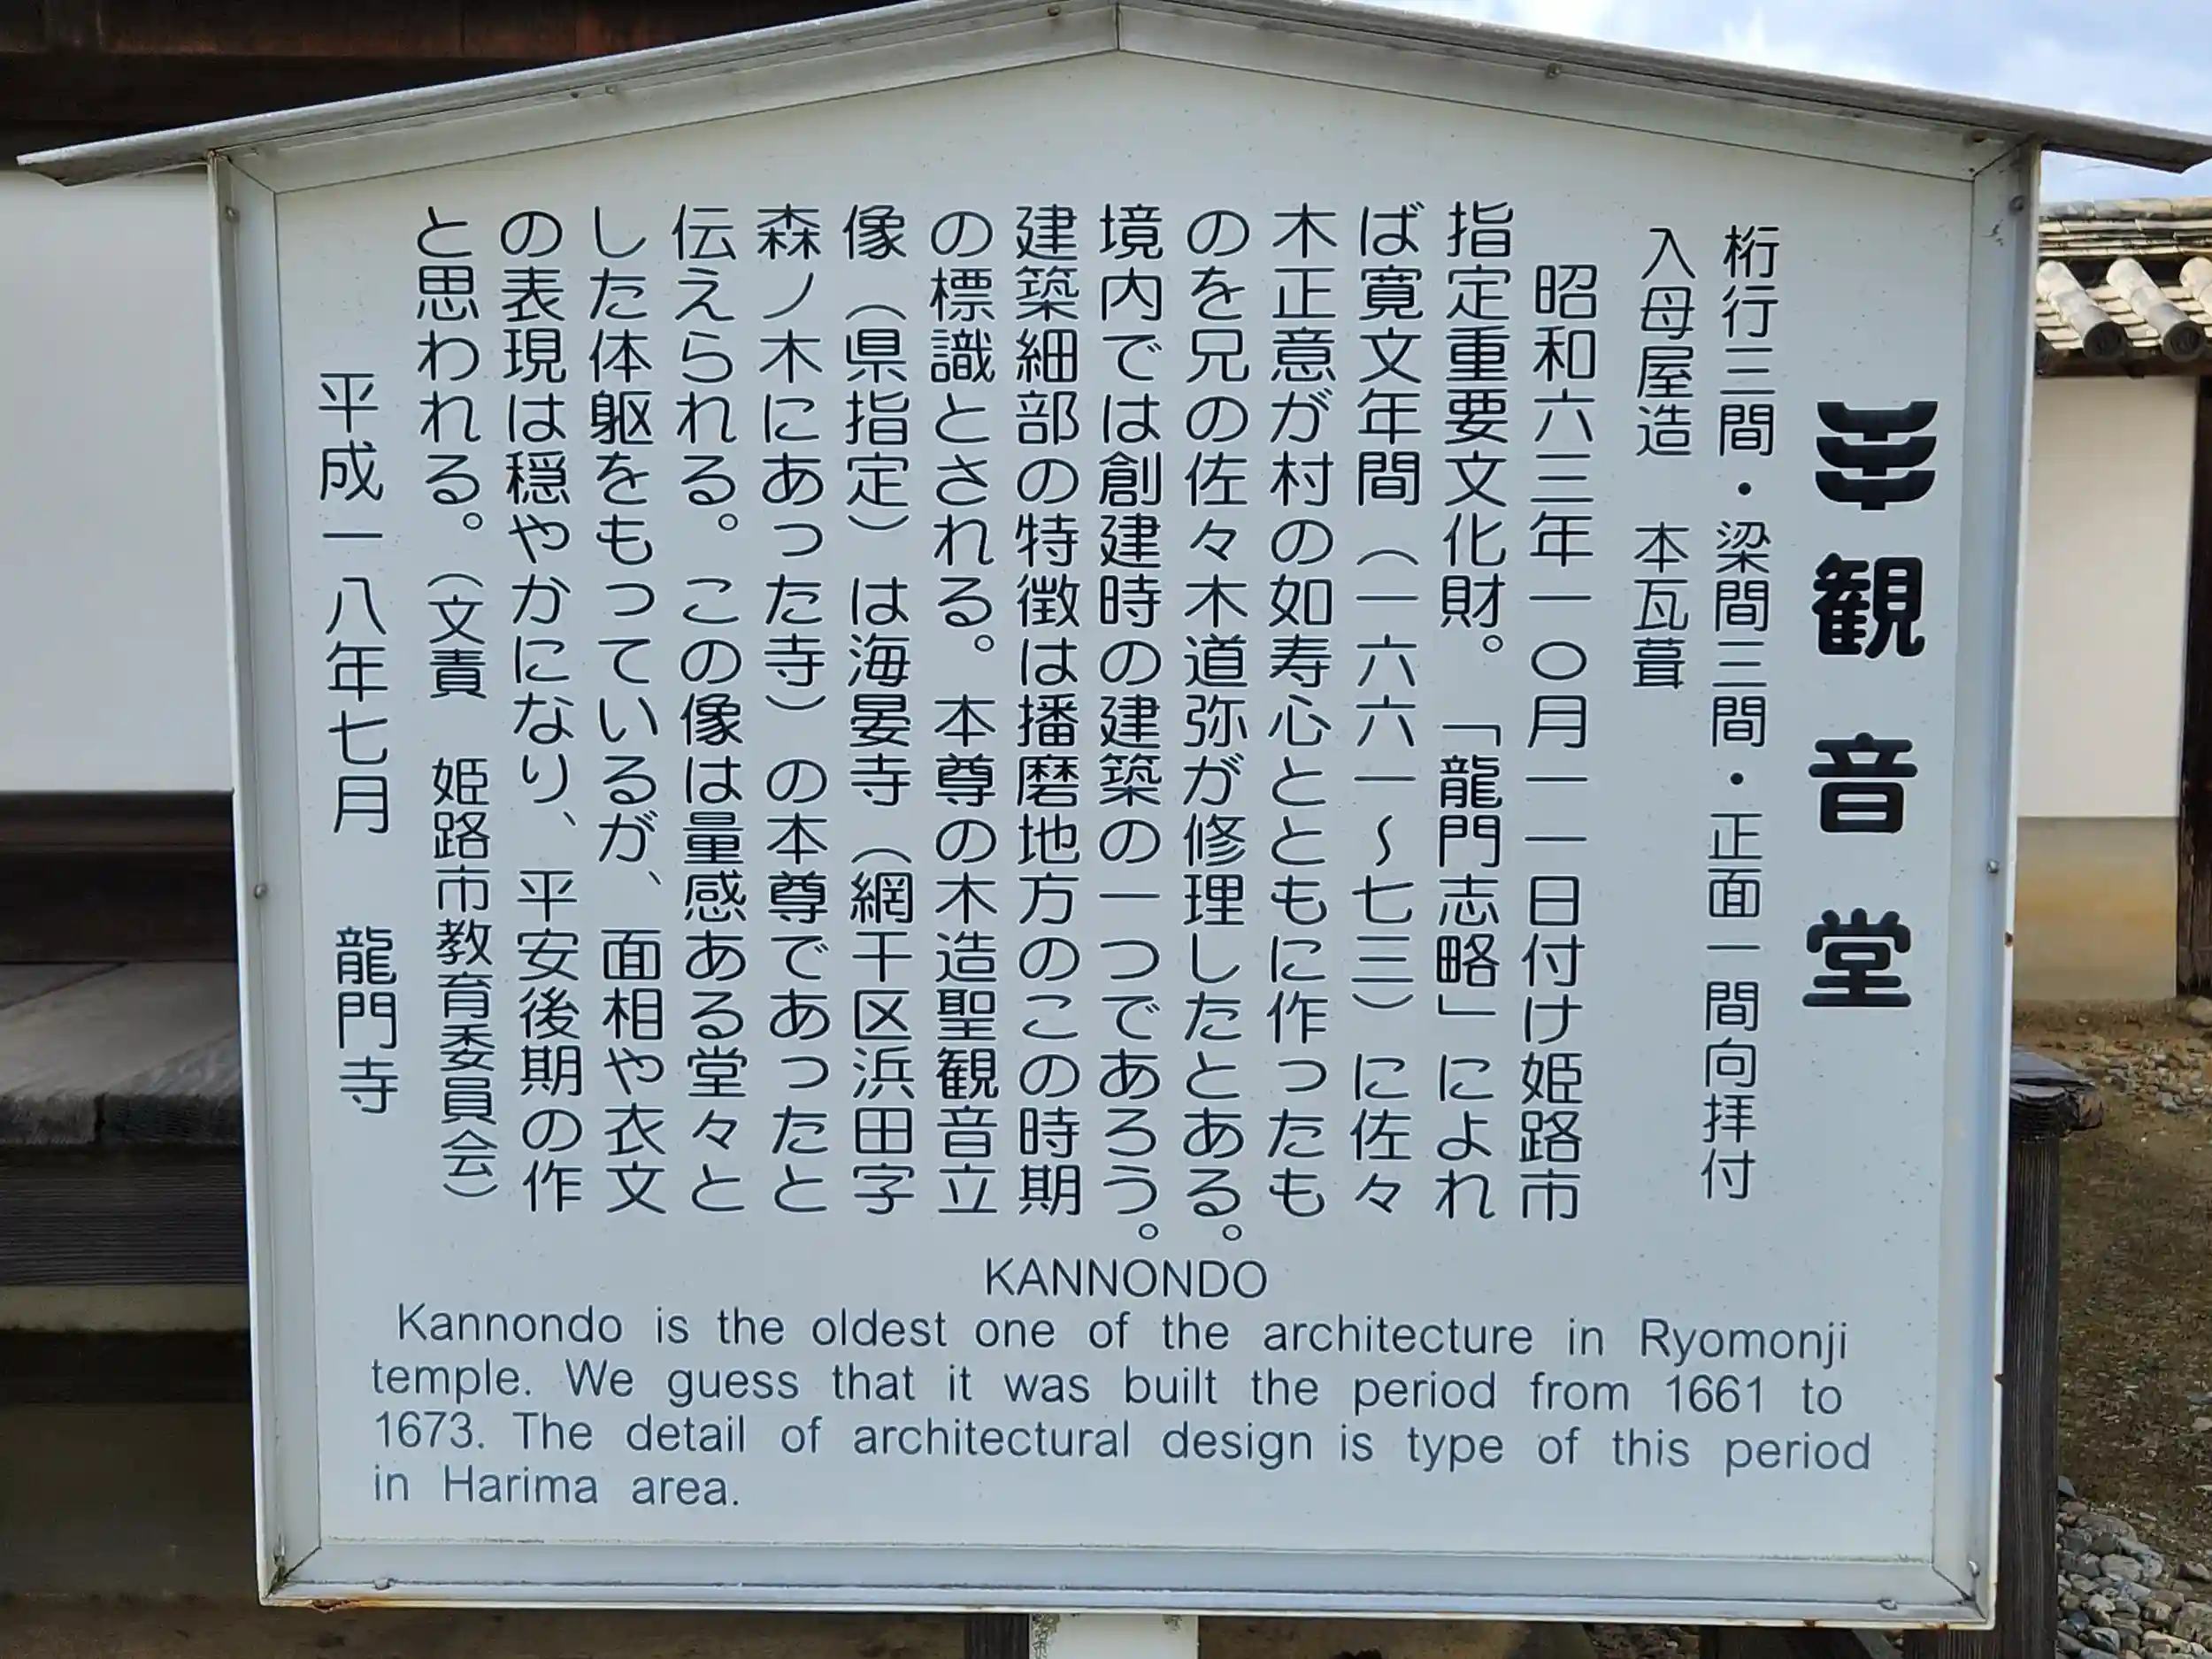 観音堂
桁行三間・梁間三間・正面一間向拝付
入母屋造 本瓦葺
昭和六三年一〇月一一日付け姫路市
指定重要文化財。「龍門志略」によれ
ば寛文年間（一六六一～七三）に佐々
木正意が村の如寿心とともに作ったも
のを兄の佐々木道弥が修理したとある。
境内では創建時の建築の一つであろう。
建築細部の特徴は播磨地方のこの時期
の標識とされる。本尊の木造聖観音立
像（県指定）は海晏寺（網干区浜田字
森ノ木にあった寺）の本尊であったと
伝えられる。この像は量感ある堂々と
した体躯をもっているが、面相や衣文
の表現は穏やかになり、平安後期の作
と思われる。（文責 姫路市教育委員会）
平成一八年七月 龍門寺
KANNONDO
Kannondo is the oldest one of the architecture in Ryomonji
temple. We guess that it was built the period from 1661 to
1673. The detail of architectural design is type of this period
in Harima area.